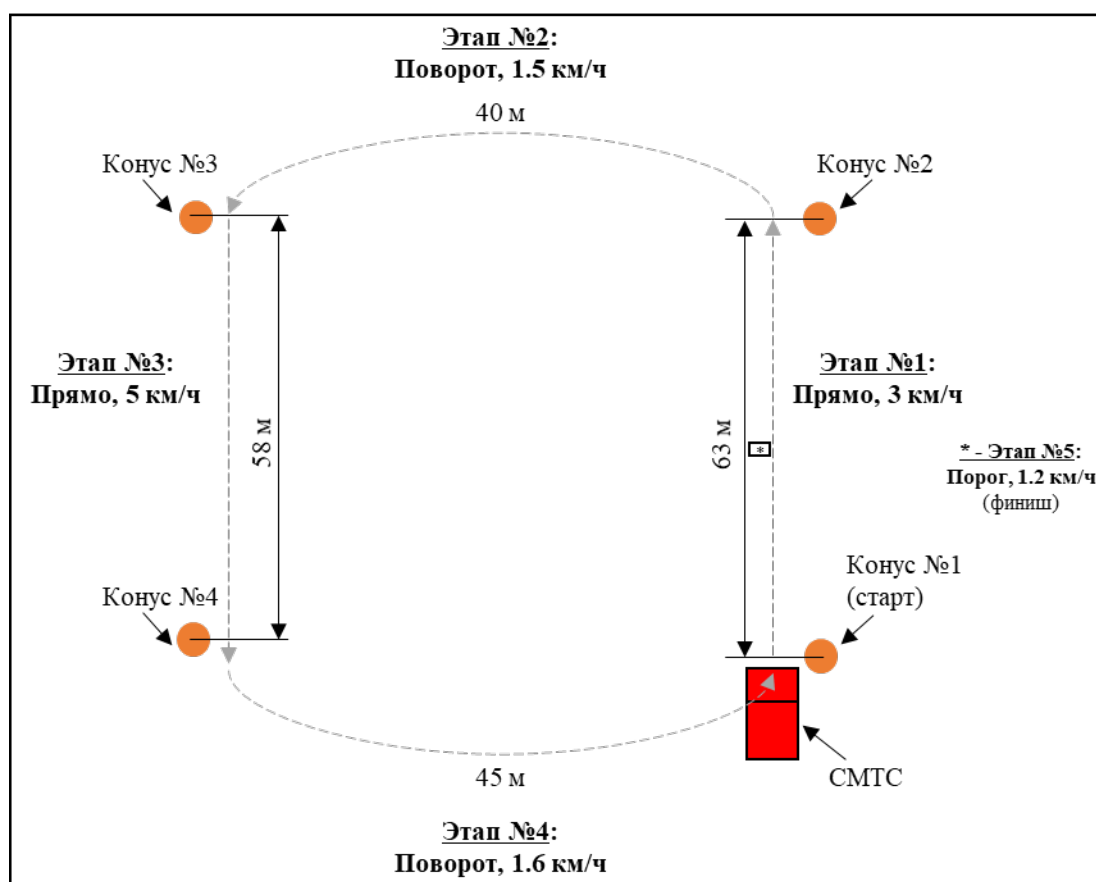 Этап №2:
Поворот, 1.5 км/ч
40 м
Конус №3
Конус №2
Этап №3:
Прямо, 5 км/ч
58 м
63 м
*
Этап №1:
Прямо, 3 км/ч
* - Этап №5:
Порог, 1.2 км/ч
(финиш)
Конус №4
Конус №1
(старт)
СМТС
45 м
Этап №4:
Поворот, 1.6 км/ч